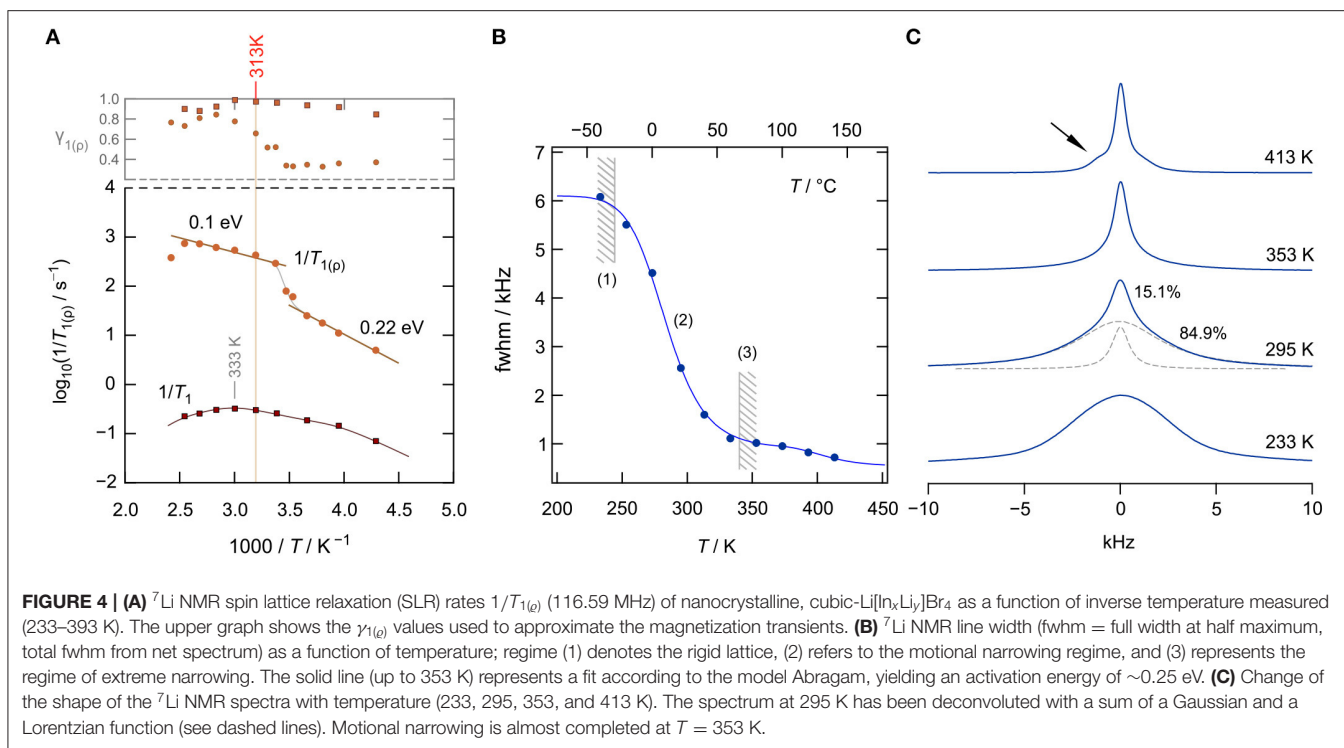 A
313K
1.0
0.8
0.6
0.4
γ1(ρ)
4
3
2
1
0
−1
−2
log10(1/T1(ρ) / s−1)
0.1 eV
1/T1(ρ)
0.22 eV
333 K
1/T1
2.0 2.5 3.0 3.5 4.0 4.5 5.0
1000 / T / K−1
B
−50 0 50 100 150
T / °C
7
6
5
4
3
2
1
fwhm / kHz
(1)
(2)
(3)
200 250 300 350 400 450
T / K
C
413 K
353 K
15.1%
84.9%
295 K
233 K
−10 −5 0 5 10
kHz
FIGURE 4 | (A) 7Li NMR spin lattice relaxation (SLR) rates 1/T1(ϱ) (116.59 MHz) of nanocrystalline, cubic-Li[InxLiy]Br4 as a function of inverse temperature measured
(233–393 K). The upper graph shows the γ1(ϱ) values used to approximate the magnetization transients. (B) 7Li NMR line width (fwhm = full width at half maximum,
total fwhm from net spectrum) as a function of temperature; regime (1) denotes the rigid lattice, (2) refers to the motional narrowing regime, and (3) represents the
regime of extreme narrowing. The solid line (up to 353 K) represents a fit according to the model Abragam, yielding an activation energy of ~0.25 eV. (C) Change of
the shape of the 7Li NMR spectra with temperature (233, 295, 353, and 413 K). The spectrum at 295 K has been deconvoluted with a sum of a Gaussian and a
Lorentzian function (see dashed lines). Motional narrowing is almost completed at T = 353 K.